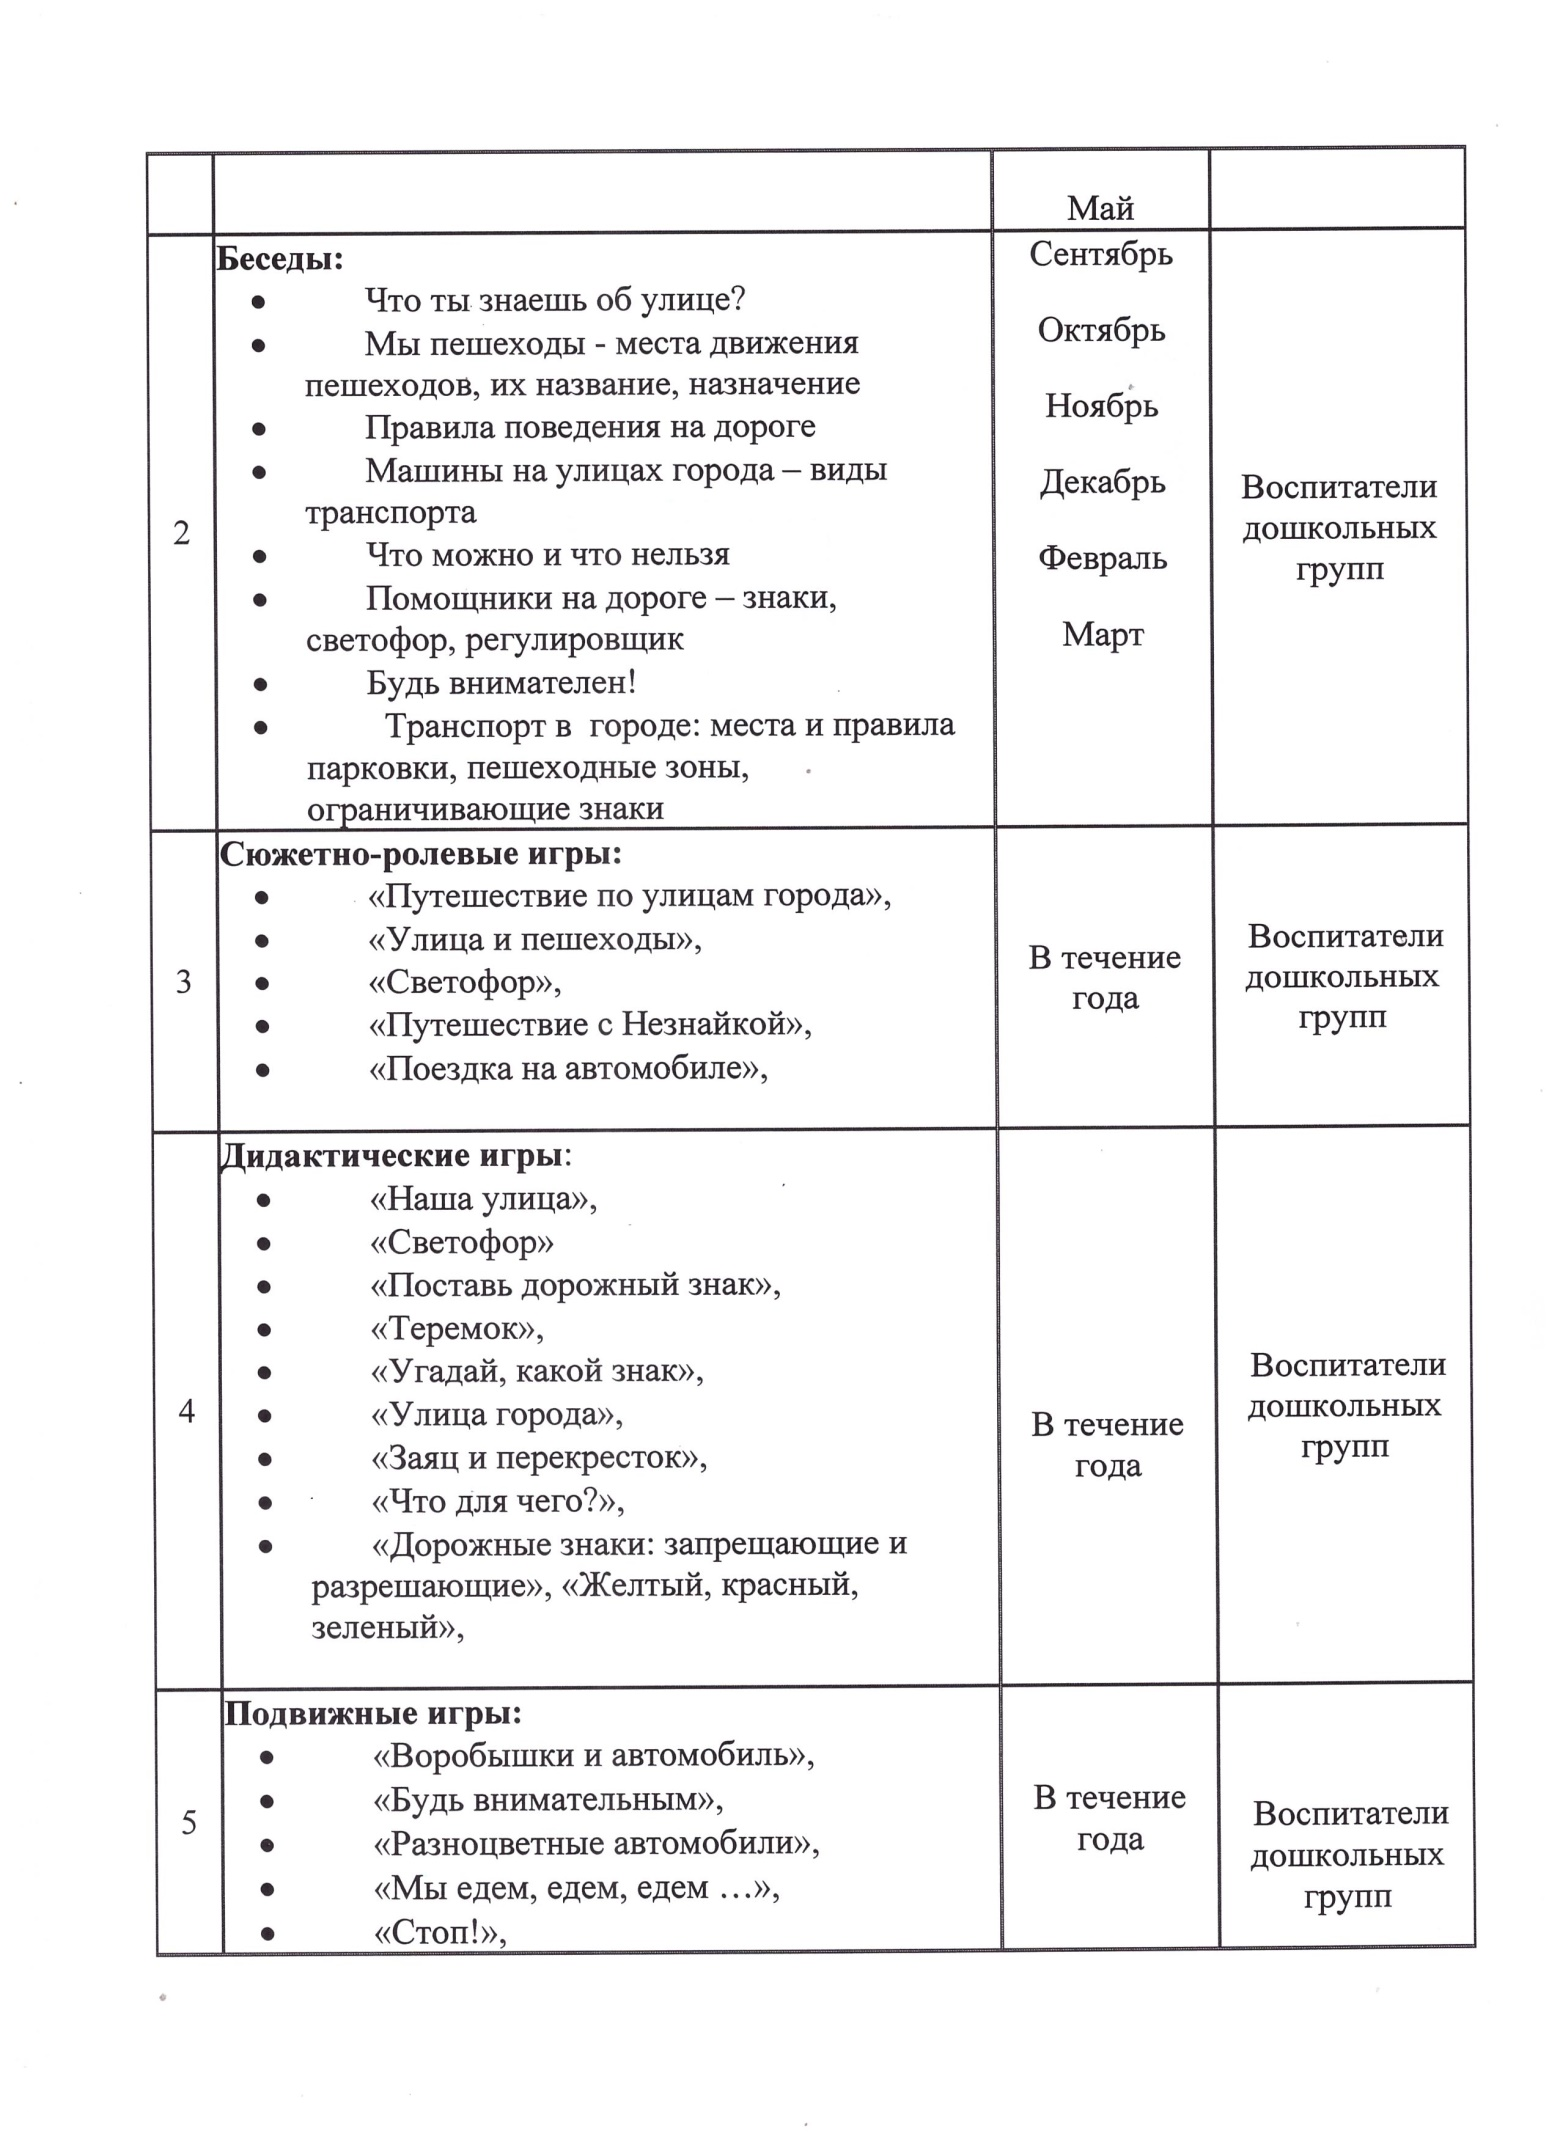 Май
2
Беседы:
• Что ты знаешь об улице?
• Мы пешеходы - места движения
пешеходов, их название, назначение
• Правила поведения на дороге
• Машины на улицах города – виды
транспорта
• Что можно и что нельзя
• Помощники на дороге – знаки,
светофор, регулировщик
• Будь внимателен!
• Транспорт в городе: места и правила
парковки, пешеходные зоны,
ограничивающие знаки
Сентябрь
Октябрь
Ноябрь
Декабрь
Февраль
Март
Воспитатели
дошкольных
групп
3
Сюжетно-ролевые игры:
• «Путешествие по улицам города»,
• «Улица и пешеходы»,
• «Светофор»,
• «Путешествие с Незнайкой»,
• «Поездка на автомобиле»,
В течение
года
Воспитатели
дошкольных
групп
4
Дидактические игры:
• «Наша улица»,
• «Светофор»
• «Поставь дорожный знак»,
• «Теремок»,
• «Угадай, какой знак»,
• «Улица города»,
• «Заяц и перекресток»,
• «Что для чего?»,
• «Дорожные знаки: запрещающие и
разрешающие», «Желтый, красный,
зеленый»,
В течение
года
Воспитатели
дошкольных
групп
5
Подвижные игры:
• «Воробышки и автомобиль»,
• «Будь внимательным»,
• «Разноцветные автомобили»,
• «Мы едем, едем, едем …»,
• «Стоп!»,
В течение
года
Воспитатели
дошкольных
групп